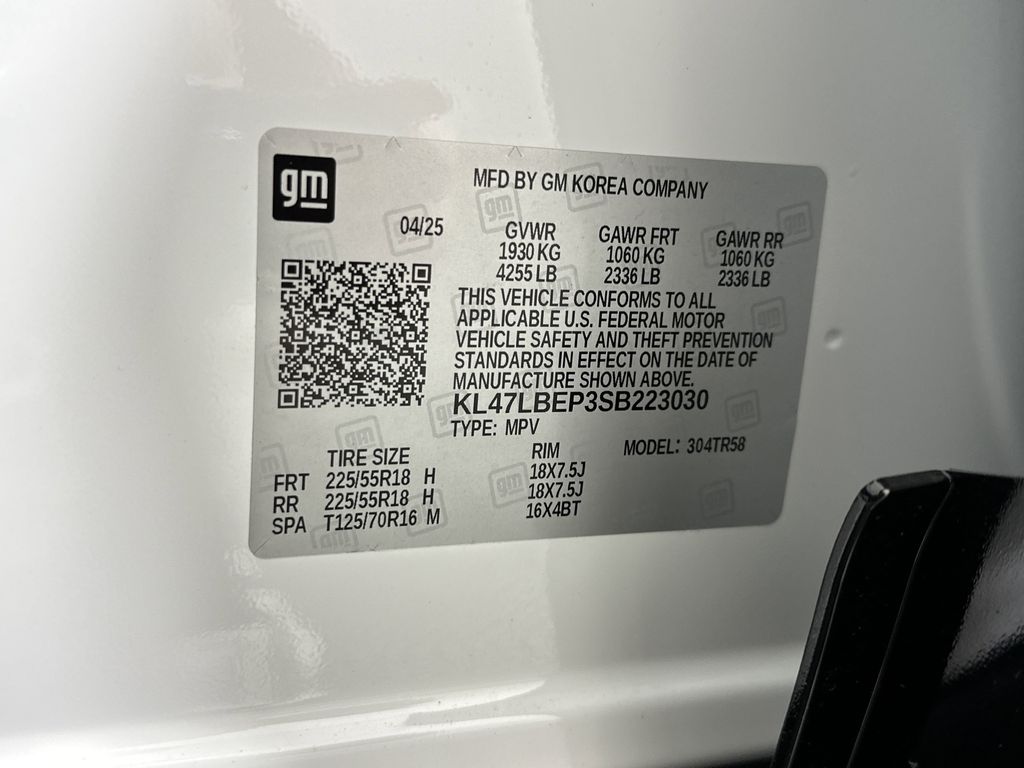 gm
MFD BY GM KOREA COMPANY
04/25
GVWR GAWR FRT GAWR RR
1930 KG 1060 KG 1060 KG
4255 LB 2336 LB 2336 LB
THIS VEHICLE CONFORMS TO ALL
APPLICABLE U.S. FEDERAL MOTOR
VEHICLE SAFETY AND THEFT PREVENTION
STANDARDS IN EFFECT ON THE DATE OF
MANUFACTURE SHOWN ABOVE.
KL47LBEP3SB223030
TYPE: MPV
TIRE SIZE RIM MODEL: 304TR58
FRT 225/55R18 H 18X7.5J
RR 225/55R18 H 18X7.5J
SPA T125/70R16 M 16X4BT